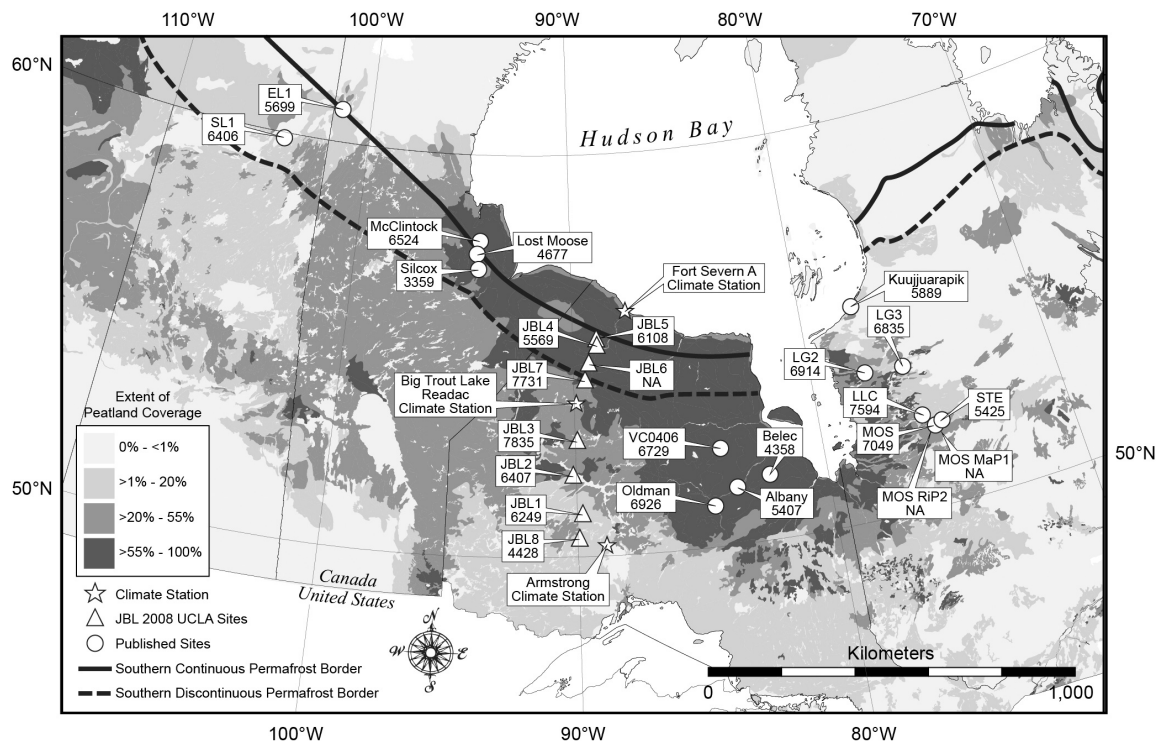 110°W
100°W
90°W
80°W
70°W
60°N
EL1
5699
SL1
6406
Hudson Bay
McClintock
6524
Lost Moose
4677
Silcox
3359
Fort Severn A
Climate Station
Kuujjuarapik
5889
LG3
6835
JBL4
5569
JBL5
6108
LG2
6914
JBL7
7731
JBL6
NA
Big Trout Lake
Readac
Climate Station
LLC
7594
STE
5425
Extent of
Peatland Coverage
JBL3
7835
VC0406
6729
Belec
4358
MOS
7049
MOS MaP1
NA
50°N
50°N
0% - <1%
>1% - 20%
>20% - 55%
>55% - 100%
JBL2
6407
Oldman
6926
Albany
5407
MOS RiP2
NA
JBL1
6249
JBL8
4428
Armstrong
Climate Station
Canada
United States
Climate Station
JBL 2008 UCLA Sites
Published Sites
Southern Continuous Permafrost Border
Southern Discontinuous Permafrost Border
N
W
E
S
Kilometers
0
1,000
100°W
90°W
80°W